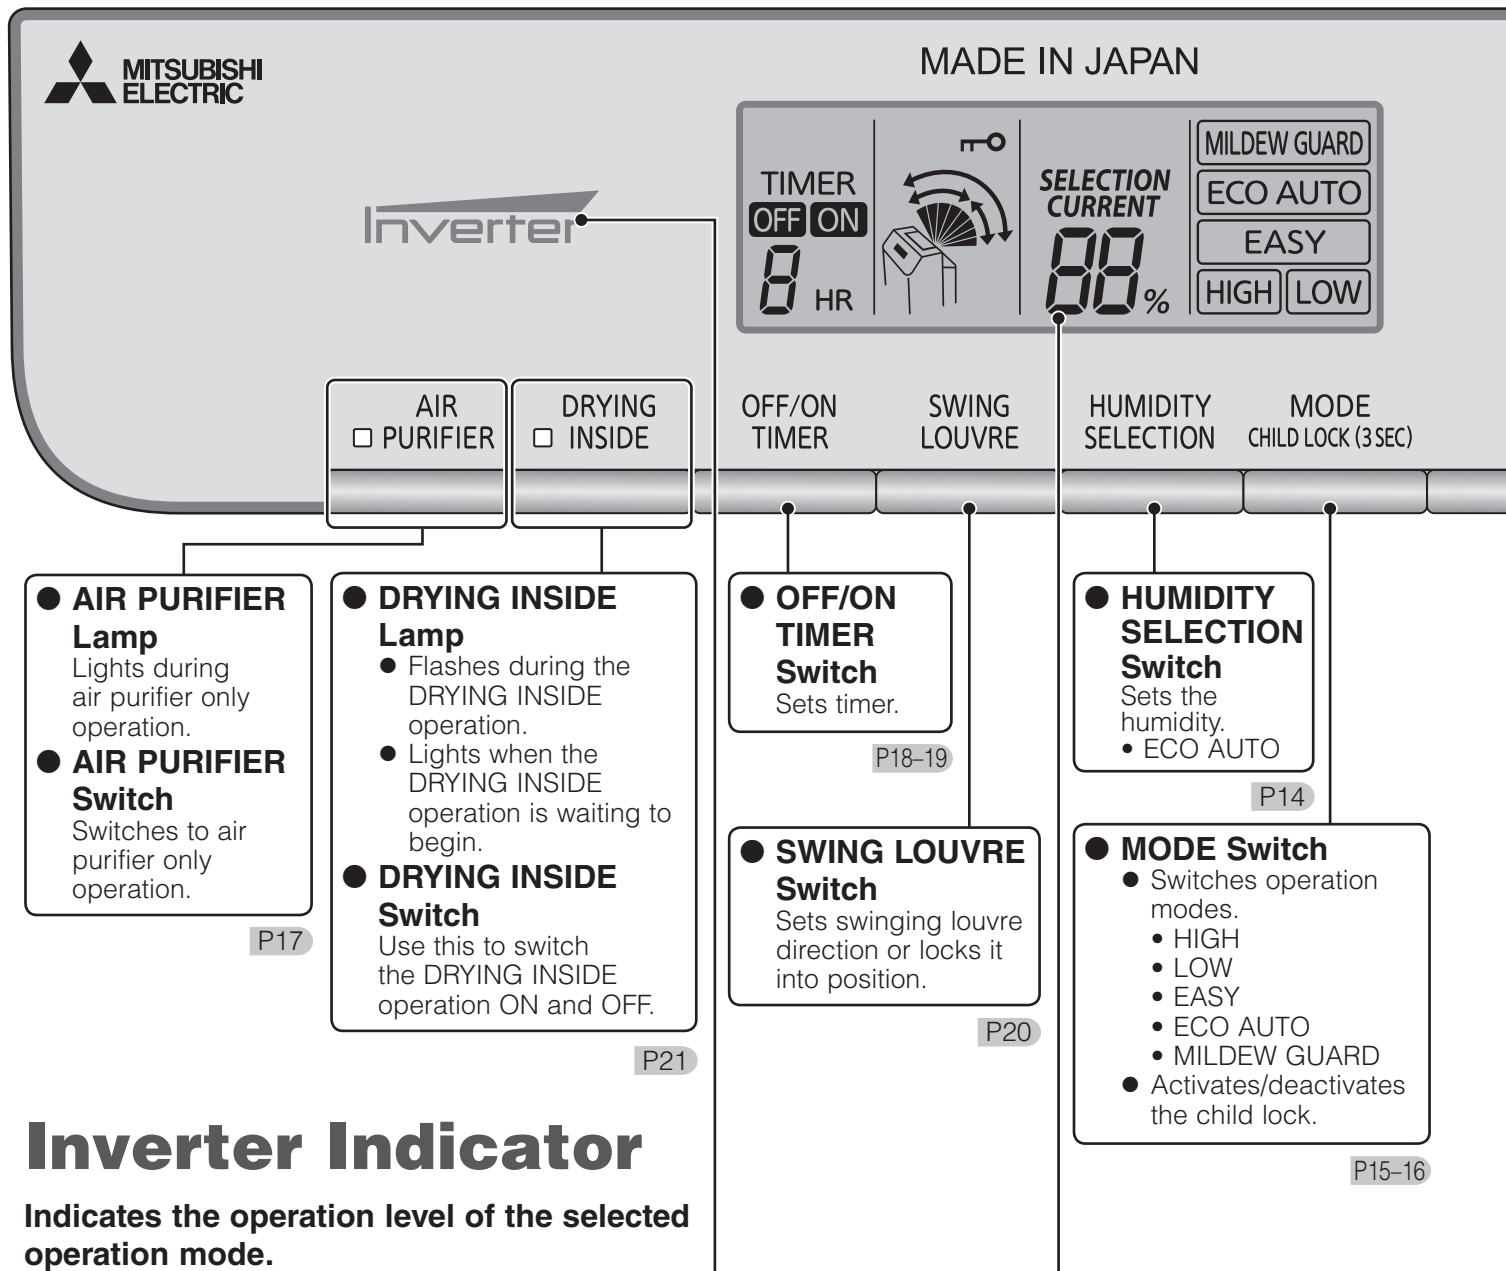 MITSUBISHI
ELECTRIC
MADE IN JAPAN
Inverter
TIMER
OFF ON
8 HR
SELECTION
CURRENT
88 %
MILDEW GUARD
ECO AUTO
EASY
HIGH LOW
AIR
PURIFIER
DRYING
INSIDE
OFF/ON
TIMER
SWING
LOUVRE
HUMIDITY
SELECTION
MODE
CHILD LOCK (3 SEC)
● AIR PURIFIER
Lamp
Lights during
air purifier only
operation.
● AIR PURIFIER
Switch
Switches to air
purifier only
operation.
P17
● DRYING INSIDE
Lamp
● Flashes during the
DRYING INSIDE
operation.
● Lights when the
DRYING INSIDE
operation is waiting to
begin.
● DRYING INSIDE
Switch
Use this to switch
the DRYING INSIDE
operation ON and OFF.
P21
● OFF/ON
TIMER
Switch
Sets timer.
P18–19
● SWING LOUVRE
Switch
Sets swinging louvre
direction or locks it
into position.
P20
● HUMIDITY
SELECTION
Switch
Sets the
humidity.
• ECO AUTO
P14
● MODE Switch
● Switches operation
modes.
• HIGH
• LOW
• EASY
• ECO AUTO
• MILDEW GUARD
● Activates/deactivates
the child lock.
P15–16
Inverter Indicator
Indicates the operation level of the selected
operation mode.